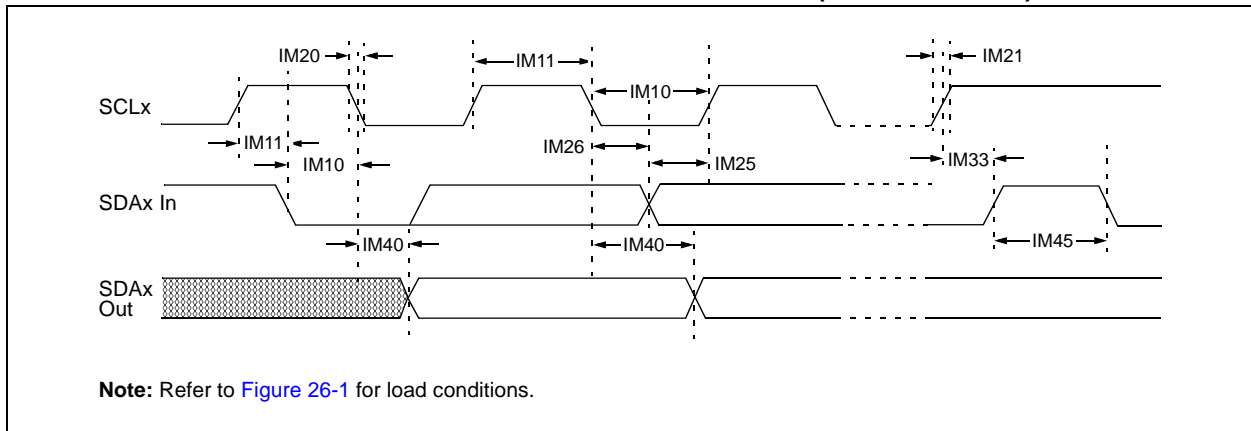 IM20
IM11
IM21
SCLx
IM10
IM11
IM10
IM26
IM25
IM33
SDAx In
IM40
IM40
IM45
SDAx
Out
Note: Refer to Figure 26-1 for load conditions.